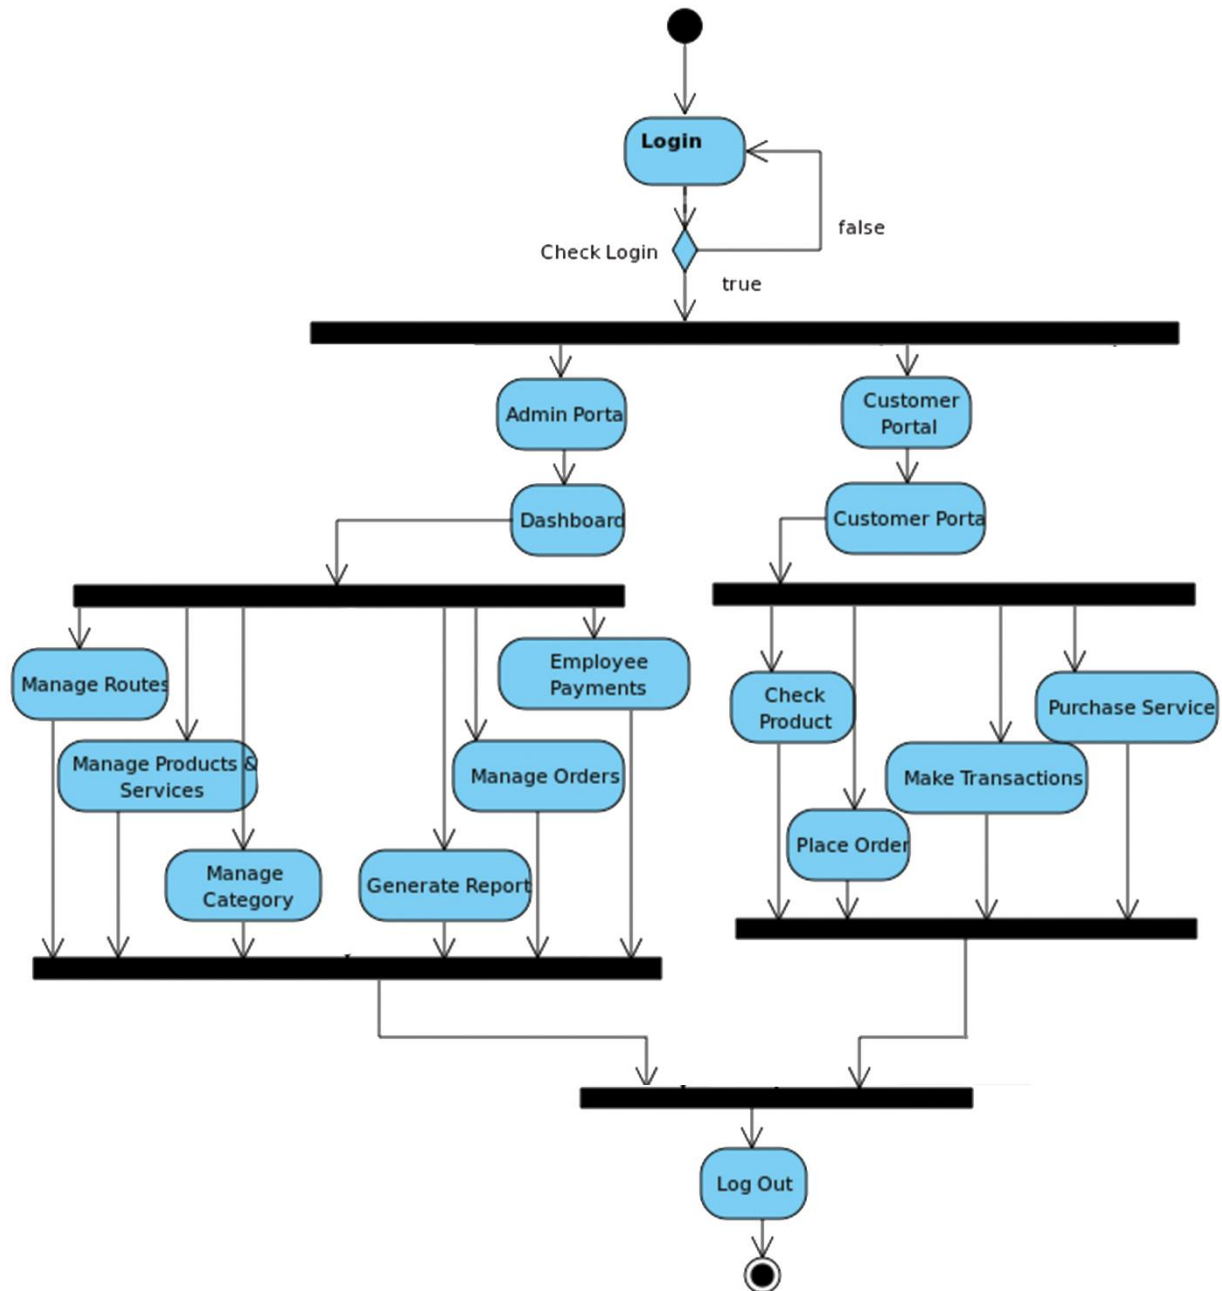 Login
false
Check Login
true
Admin Porta
Customer
Portal
Dashboard
Customer Porta
Manage Routes
Employee
Payments
Check
Product
Purchase Service
Manage Products &
Services
Manage Orders
Make Transactions
Place Order
Manage
Category
Generate Report
Log Out